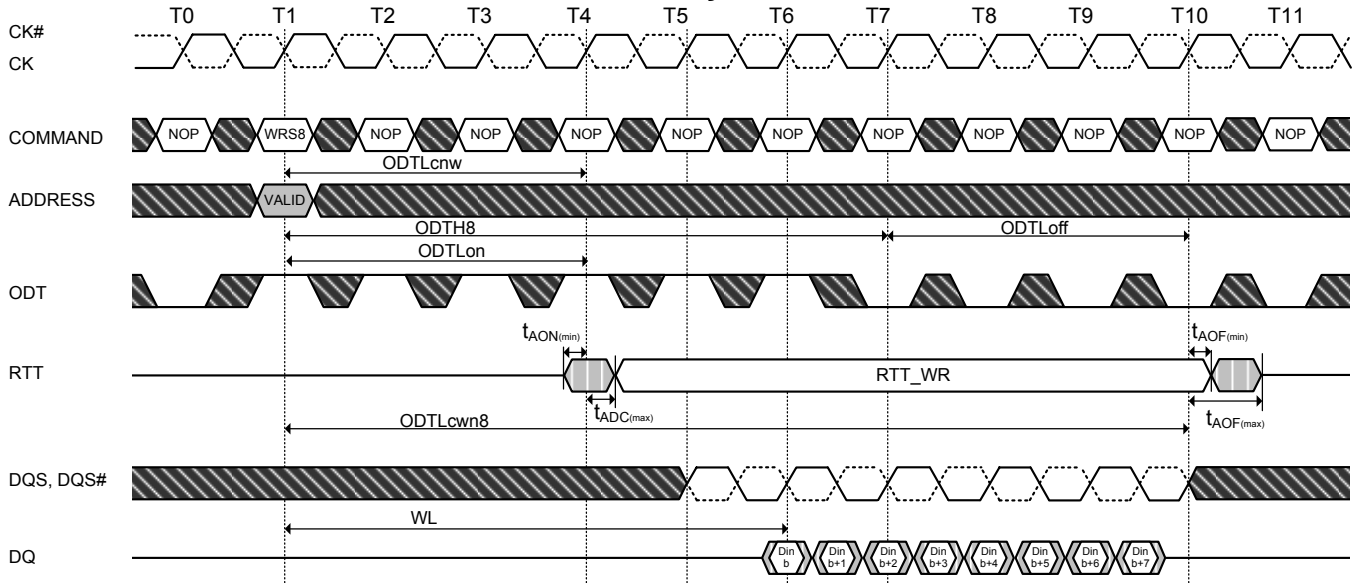 T0 T1 T2 T3 T4 T5 T6 T7 T8 T9 T10 T11
CK#
CK
COMMAND NOP WRS8 NOP NOP NOP NOP NOP NOP NOP NOP NOP NOP
ODTLcnw
ADDRESS VALID
ODTH8 ODTLoff
ODTLon
ODT
tAON(min) tAOF(min)
RTT RTT_WR
tADC(max) tAOF(max)
ODTLcwn8
DQS, DQS#
WL
DQ Din b Din b+1 Din b+2 Din b+3 Din b+4 Din b+5 Din b+6 Din b+7